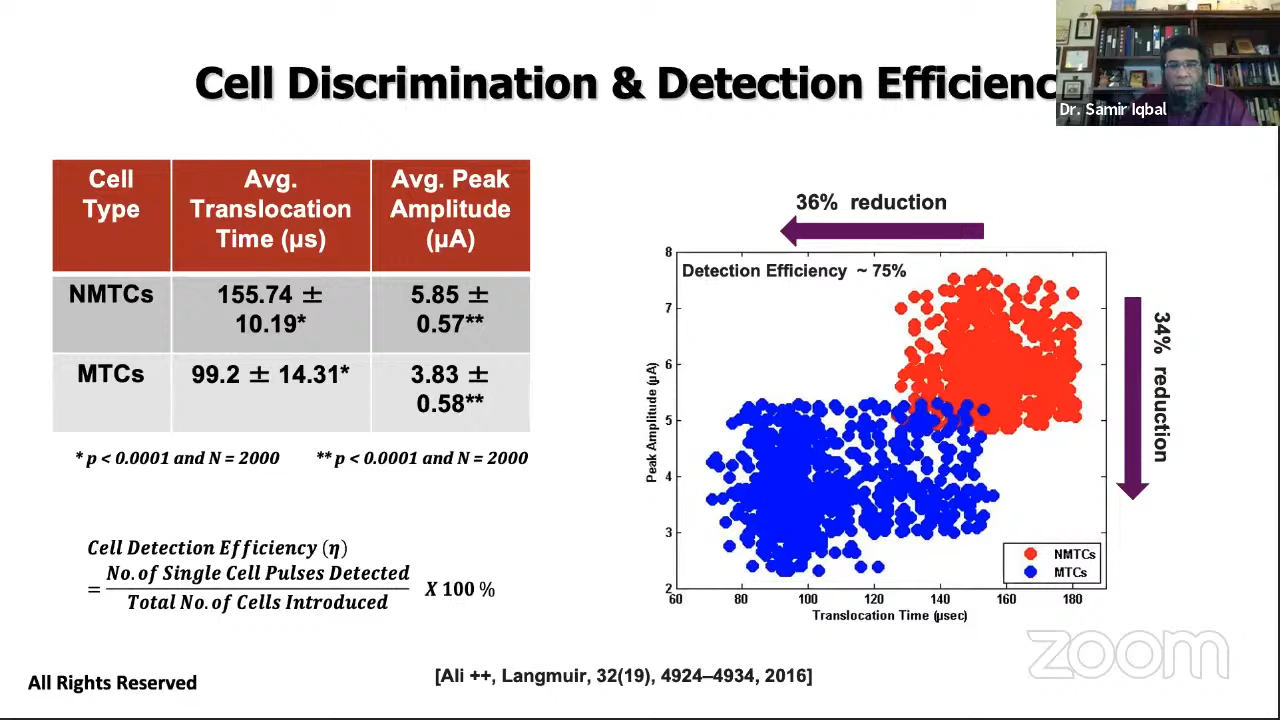 Cell Discrimination & Detection Efficienc
Dr. Samir Iqbal
Cell
Type
Avg.
Translocation
Time (µs)
Avg. Peak
Amplitude
(µA)
NMTCs
155.74 ±
10.19*
5.85 ±
0.57**
MTCs
99.2 ± 14.31*
3.83 ±
0.58**
* p < 0.0001 and N = 2000
** p < 0.0001 and N = 2000
Cell Detection Efficiency (η)
= No. of Single Cell Pulses Detected
Total No. of Cells Introduced
X 100 %
36% reduction
Detection Efficiency ~ 75%
34% reduction
8
7
6
5
4
3
2
Peak Amplitude (µA)
60 80 100 120 140 160 180
Translocation Time (µsec)
NMTCs
MTCs
zoom
[Ali ++, Langmuir, 32(19), 4924–4934, 2016]
All Rights Reserved